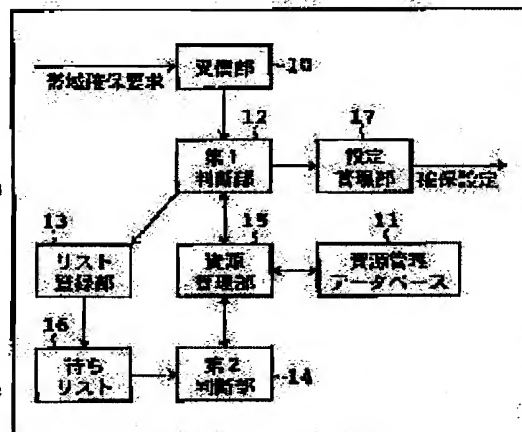 受信部
10
帯域確保要求
12
17
第1
判断部
設定
管理部
確保設定
13
15
11
リスト
登録部
資源
管理部
資源管理
データベース
16
待ち
リスト
第2
判断部
14